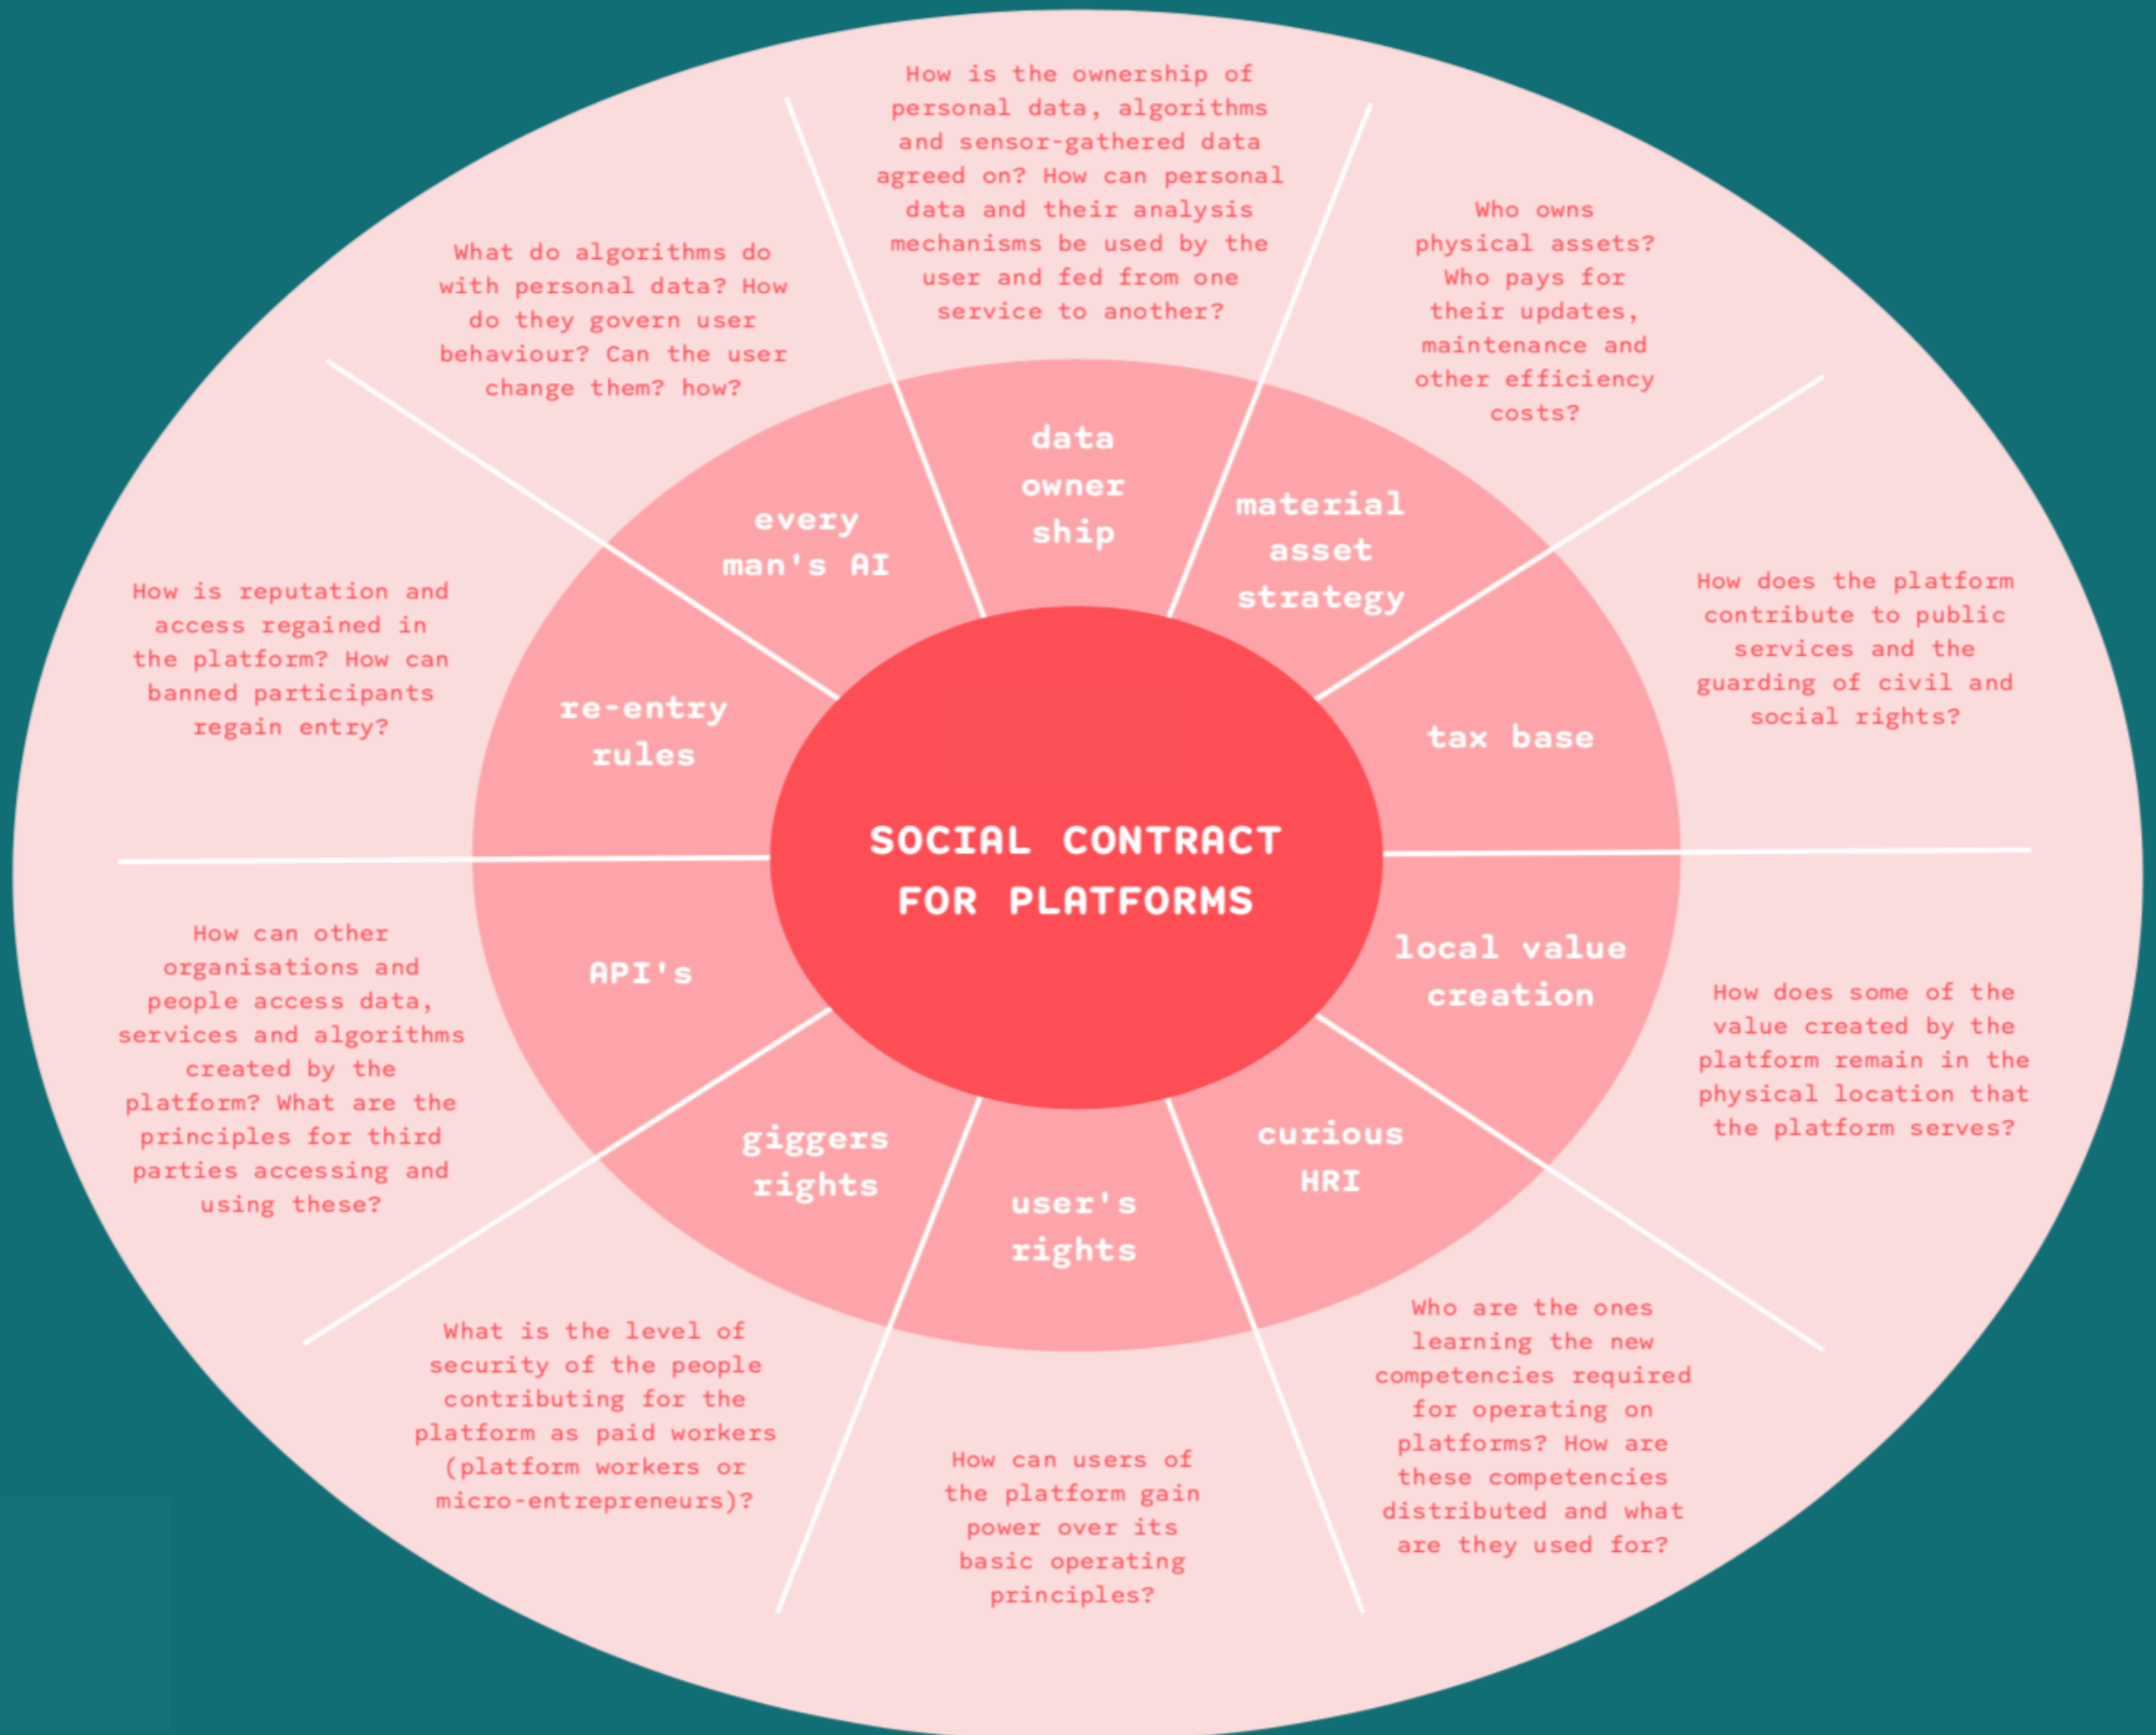 SOCIAL CONTRACT
FOR PLATFORMS
data
owner
ship
How is the ownership of
personal data, algorithms
and sensor-gathered data
agreed on? How can personal
data and their analysis
mechanisms be used by the
user and fed from one
service to another?
material
asset
strategy
Who owns
physical assets?
Who pays for
their updates,
maintenance and
other efficiency
costs?
tax base
How does the platform
contribute to public
services and the
guarding of civil and
social rights?
local value
creation
How does some of the
value created by the
platform remain in the
physical location that
the platform serves?
curious
HRI
Who are the ones
learning the new
competencies required
for operating on
platforms? How are
these competencies
distributed and what
are they used for?
user's
rights
How can users of
the platform gain
power over its
basic operating
principles?
giggers
rights
What is the level of
security of the people
contributing for the
platform as paid workers
(platform workers or
micro-entrepreneurs)?
API's
How can other
organisations and
people access data,
services and algorithms
created by the
platform? What are the
principles for third
parties accessing and
using these?
re-entry
rules
How is reputation and
access regained in
the platform? How can
banned participants
regain entry?
every
man's AI
What do algorithms do
with personal data? How
do they govern user
behaviour? Can the user
change them? how?